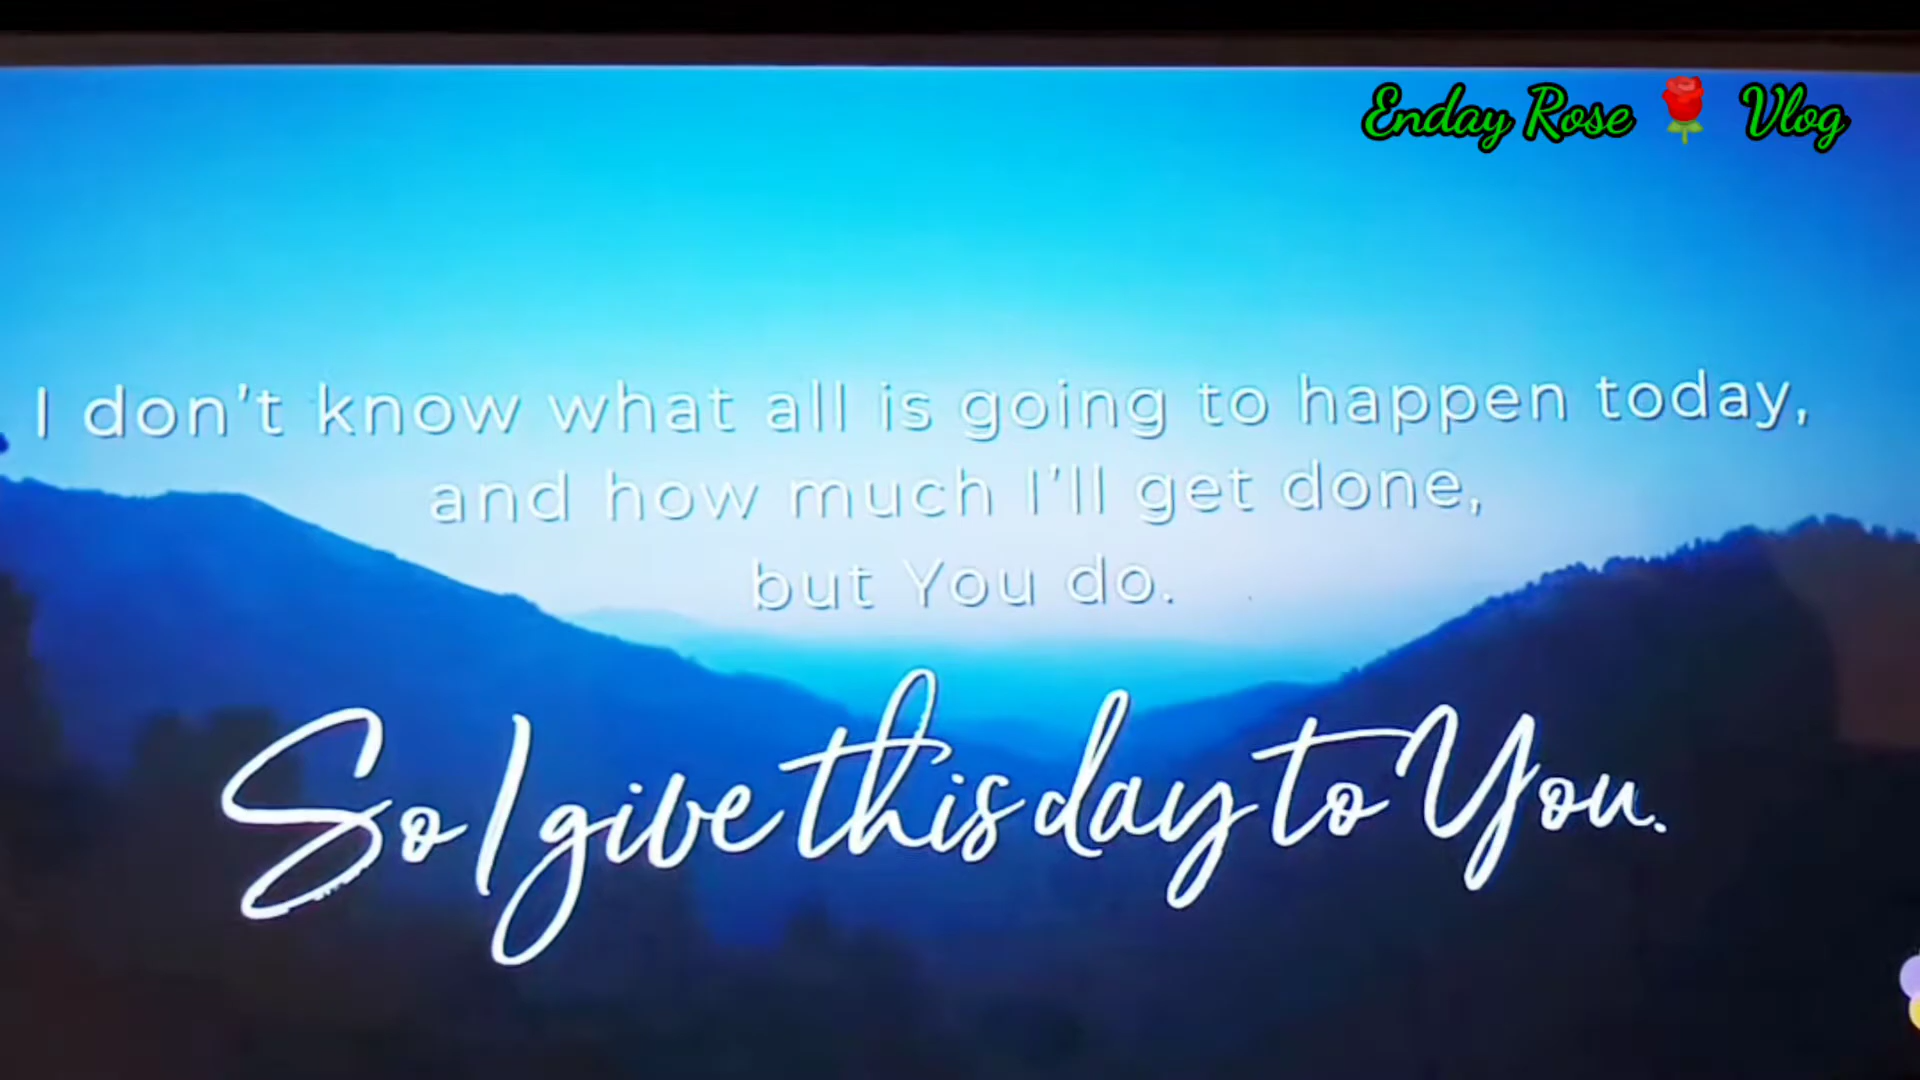 Enday Rose 🌹 Vlog
I don't know what all is going to happen today,
and how much I'll get done,
but You do.
So I give this day to You.